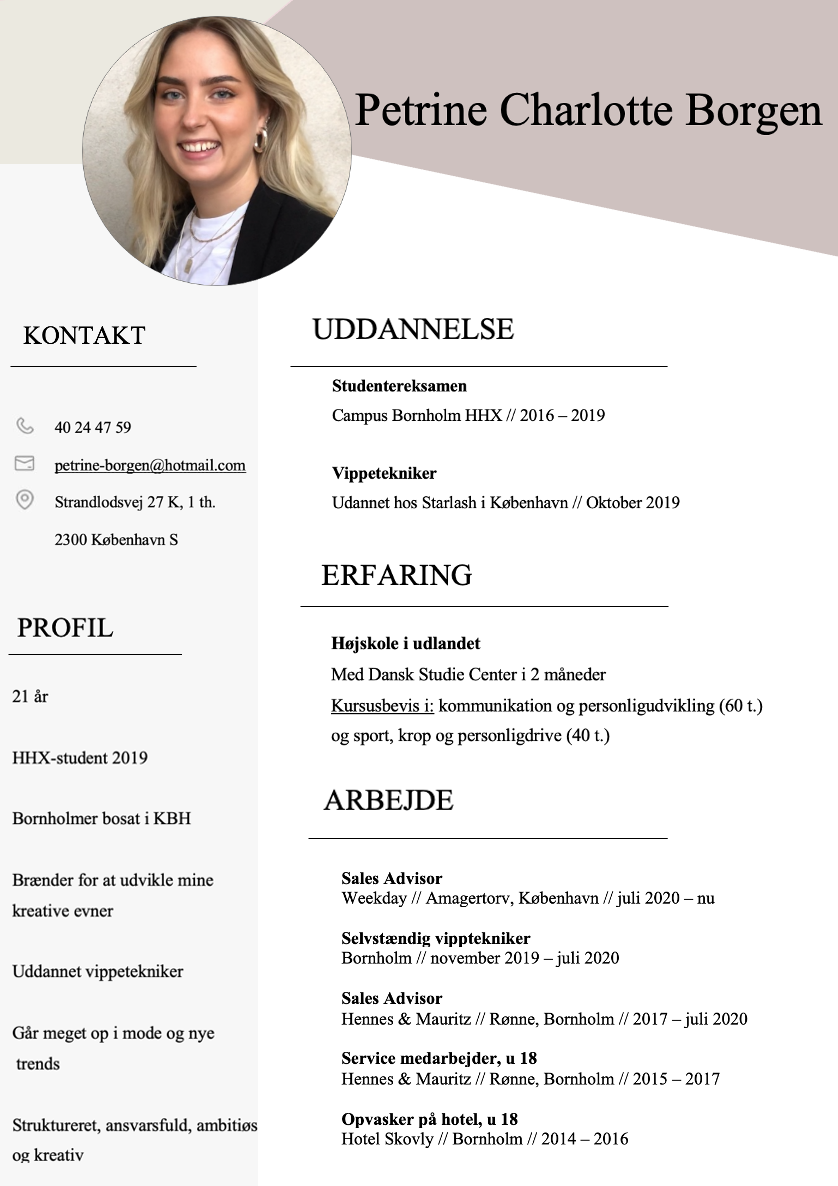 Petrine Charlotte Borgen
KONTAKT
40 24 47 59
petrine-borgen@hotmail.com
Strandlodsvej 27 K, 1 th.
2300 København S
PROFIL
21 år
HHX-student 2019
Bornholmer bosat i KBH
Brænder for at udvikle mine
kreative evner
Uddannet vippetekniker
Går meget op i mode og nye
trends
Struktureret, ansvarsfuld, ambitiøs
og kreativ
UDDANNELSE
Studentereksamen
Campus Bornholm HHX // 2016 – 2019
Vippetekniker
Udannet hos Starlash i København // Oktober 2019
ERFARING
Højskole i udlandet
Med Dansk Studie Center i 2 måneder
Kursusbevis i: kommunikation og personligudvikling (60 t.)
og sport, krop og personligdrive (40 t.)
ARBEJDE
Sales Advisor
Weekday // Amagertorv, København // juli 2020 – nu
Selvstændig vipptekniker
Bornholm // november 2019 – juli 2020
Sales Advisor
Hennes & Mauritz // Rønne, Bornholm // 2017 – juli 2020
Service medarbejder, u 18
Hennes & Mauritz // Rønne, Bornholm // 2015 – 2017
Opvasker på hotel, u 18
Hotel Skovly // Bornholm // 2014 – 2016